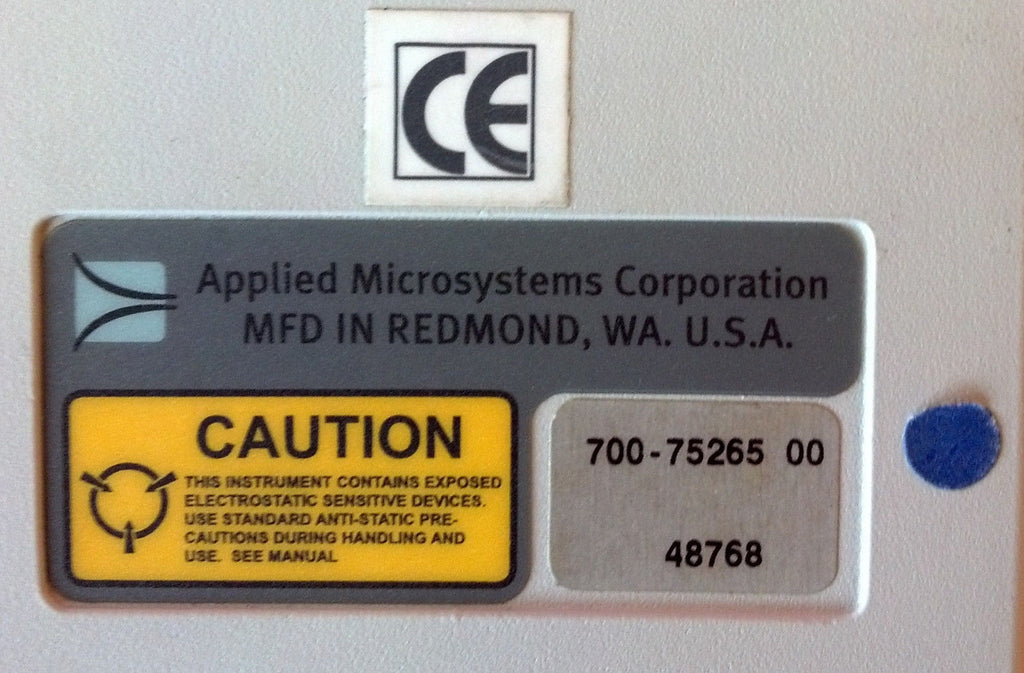 CE
Applied Microsystems Corporation
MFD IN REDMOND, WA. U.S.A.
CAUTION
THIS INSTRUMENT CONTAINS EXPOSED
ELECTROSTATIC SENSITIVE DEVICES.
USE STANDARD ANTI-STATIC PRE-
CAUTIONS DURING HANDLING AND
USE. SEE MANUAL
700-75265 00
48768